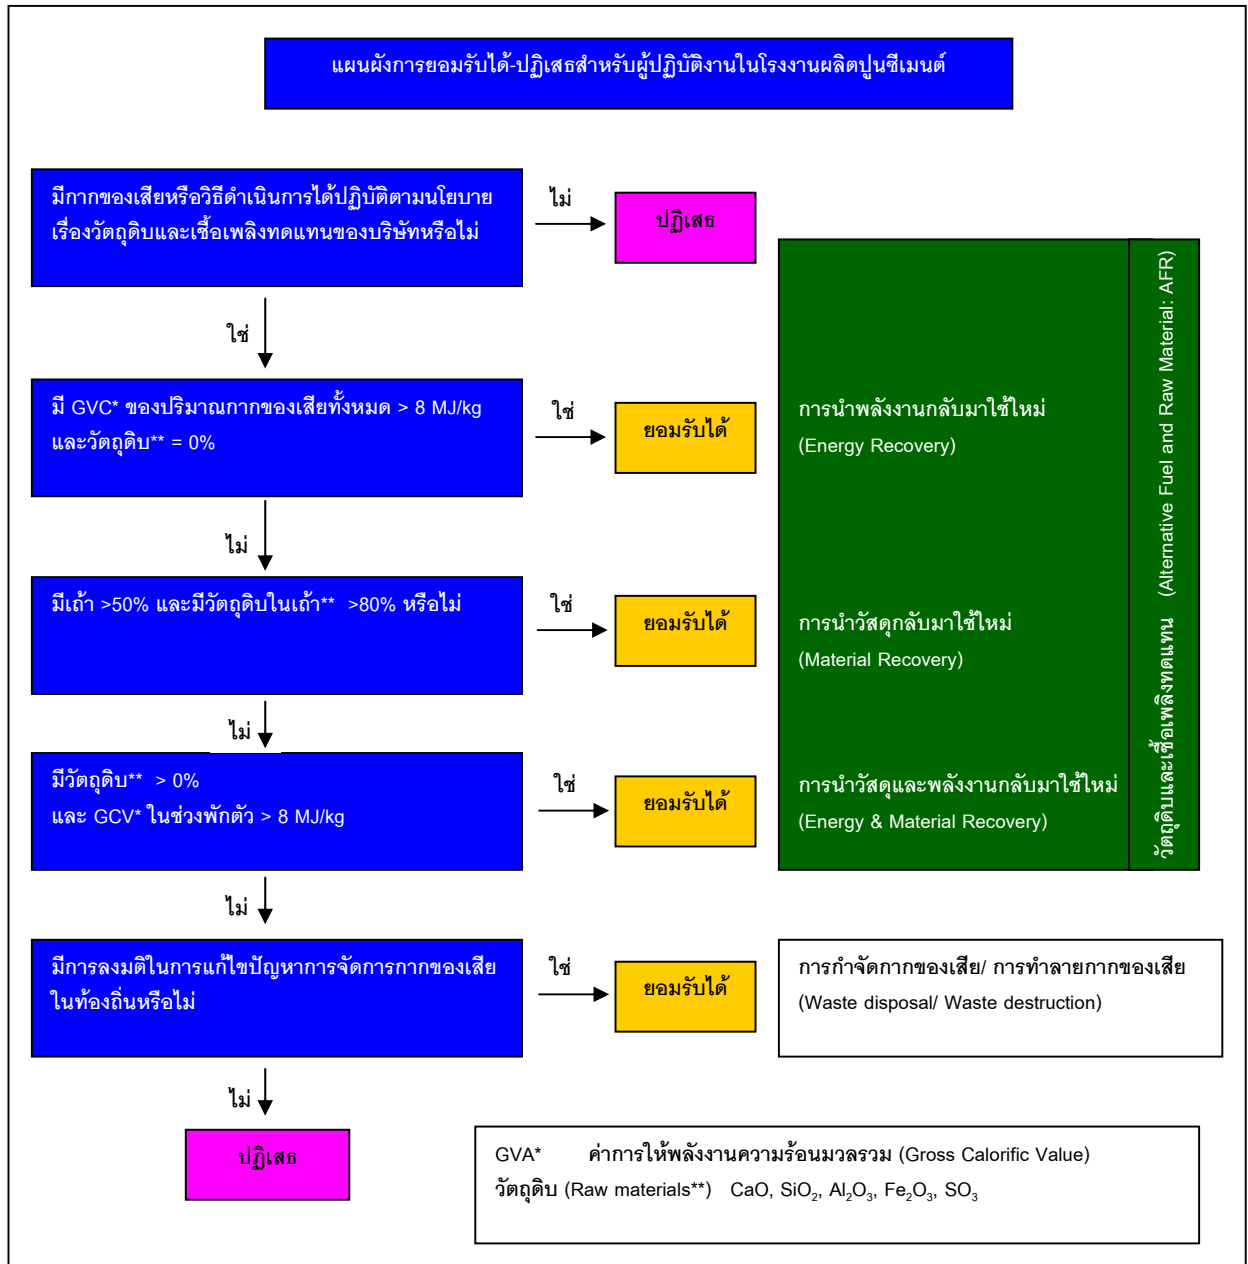 แผนผังการยอมรับได้-ปฏิเสธสำหรับผู้ปฏิบัติงานในโรงงานผลิตปูนซีเมนต์
มีกากของเสียหรือวิธีดำเนินการได้ปฏิบัติตามนโยบาย
เรื่องวัตถุดิบและเชื้อเพลิงทดแทนของบริษัทหรือไม่
ไม่
ปฏิเสธ
ใช่
มี GVC* ของปริมาณกากของเสียทั้งหมด > 8 MJ/kg
และวัตถุดิบ** = 0%
ใช่
ยอมรับได้
การนำพลังงานกลับมาใช้ใหม่
(Energy Recovery)
ไม่
มีเถ้า >50% และมีวัตถุดิบในเถ้า** >80% หรือไม่
ใช่
ยอมรับได้
การนำวัสดุกลับมาใช้ใหม่
(Material Recovery)
ไม่
มีวัตถุดิบ** > 0%
และ GCV* ในช่วงพักตัว > 8 MJ/kg
ใช่
ยอมรับได้
การนำวัสดุและพลังงานกลับมาใช้ใหม่
(Energy & Material Recovery)
วัตถุดิบและเชื้อเพลิงทดแทน (Alternative Fuel and Raw Material: AFR)
ไม่
มีการลงมติในการแก้ไขปัญหาการจัดการกากของเสีย
ในท้องถิ่นหรือไม่
ใช่
ยอมรับได้
การกำจัดกากของเสีย/ การทำลายกากของเสีย
(Waste disposal/ Waste destruction)
ไม่
ปฏิเสธ
GVA* ค่าการให้พลังงานความร้อนมวลรวม (Gross Calorific Value)
วัตถุดิบ (Raw materials**) CaO, SiO₂, Al₂O₃, Fe₂O₃, SO₃